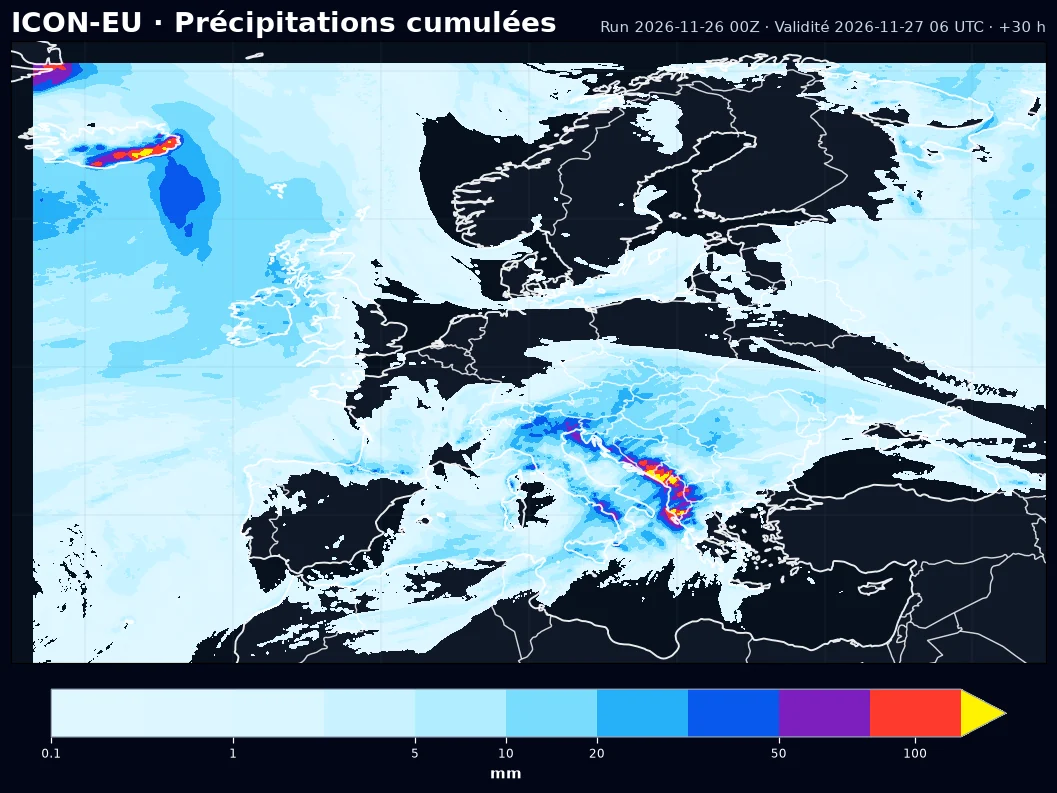 ICON-EU · Précipitations cumulées
Run 2026-11-26 00Z · Validité 2026-11-27 06 UTC · +30 h
0.1 1 5 10 20 50 100
mm